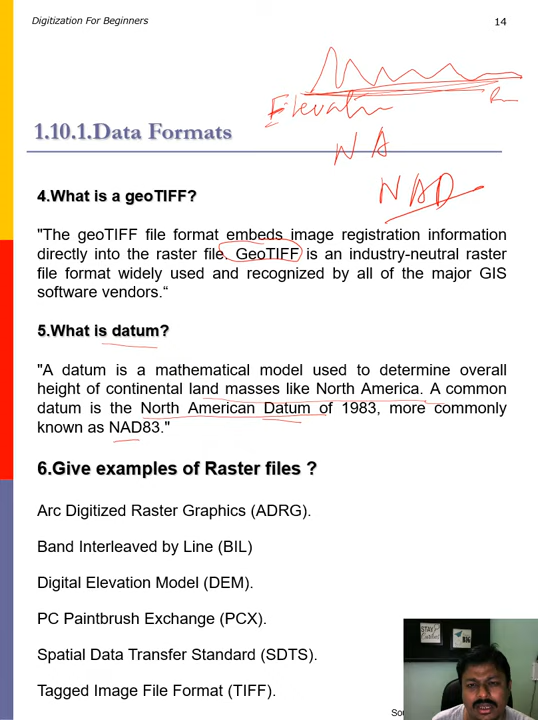 Digitization For Beginners 14
Elevation
N A
NAD
1.10.1.Data Formats
4.What is a geoTIFF?
"The geoTIFF file format embeds image registration information
directly into the raster file. GeoTIFF is an industry-neutral raster
file format widely used and recognized by all of the major GIS
software vendors.“
5.What is datum?
"A datum is a mathematical model used to determine overall
height of continental land masses like North America. A common
datum is the North American Datum of 1983, more commonly
known as NAD83."
6.Give examples of Raster files ?
Arc Digitized Raster Graphics (ADRG).
Band Interleaved by Line (BIL)
Digital Elevation Model (DEM).
PC Paintbrush Exchange (PCX).
Spatial Data Transfer Standard (SDTS).
Tagged Image File Format (TIFF).
STAY